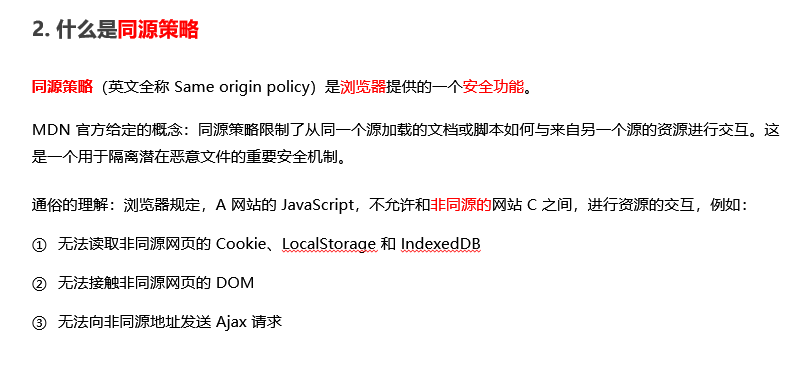 2. 什么是同源策略
同源策略（英文全称 Same origin policy）是浏览器提供的一个安全功能。
MDN 官方给定的概念：同源策略限制了从同一个源加载的文档或脚本如何与来自另一个源的资源进行交互。这
是一个用于隔离潜在恶意文件的重要安全机制。
通俗的理解：浏览器规定，A 网站的 JavaScript，不允许和非同源的网站 C 之间，进行资源的交互，例如：
① 无法读取非同源网页的 Cookie、LocalStorage 和 IndexedDB
② 无法接触非同源网页的 DOM
③ 无法向非同源地址发送 Ajax 请求